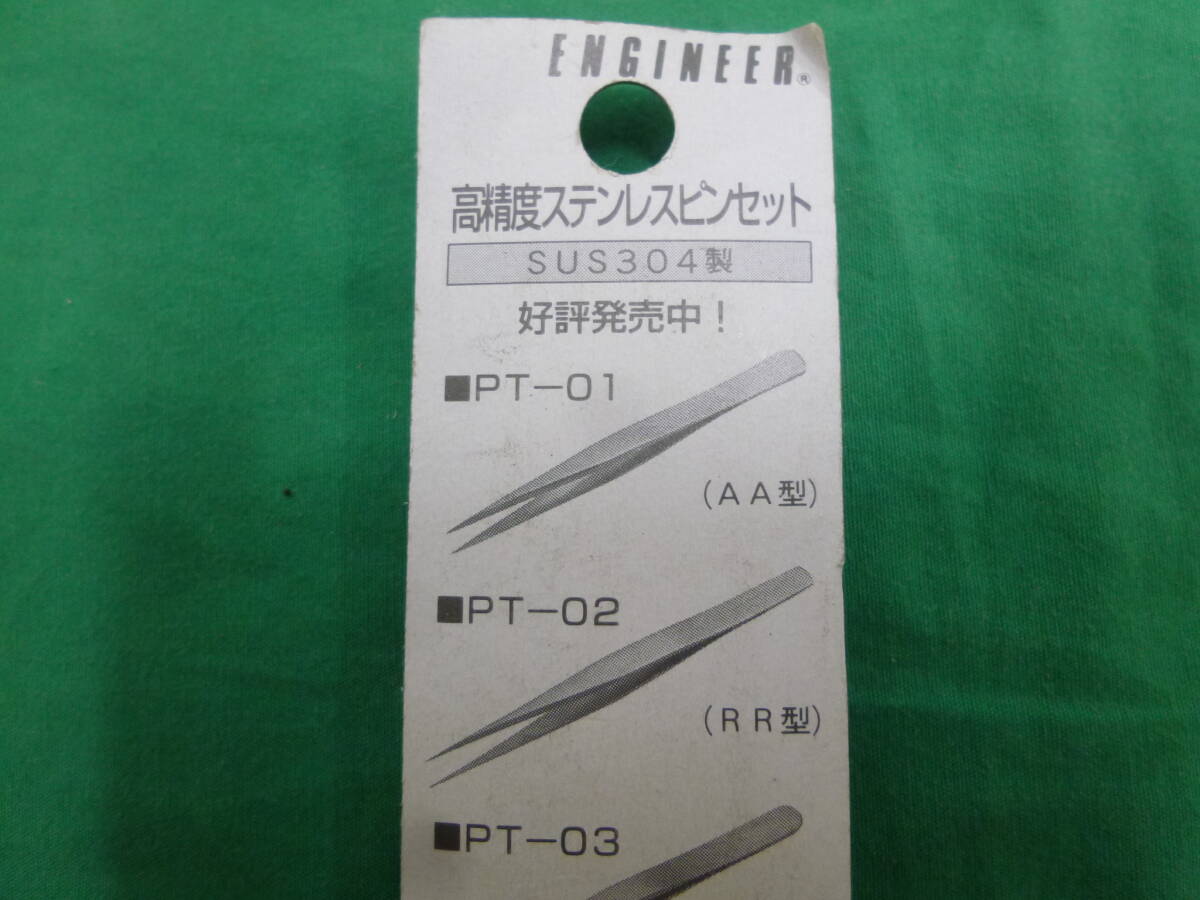 ENGINEER®
高精度ステンレスピンセット
SUS304製
好評発売中！
■PT−01
(AA型)
■PT−02
(RR型)
■PT−03